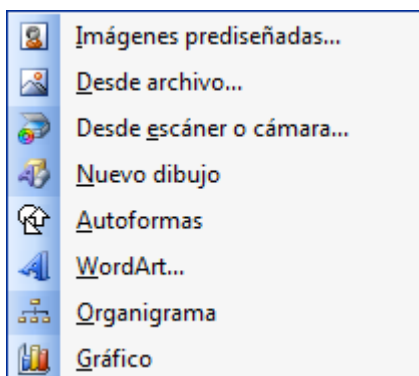 Imágenes prediseñadas...
Desde archivo...
Desde escáner o cámara...
Nuevo dibujo
Autoformas
WordArt...
Organigrama
Gráfico